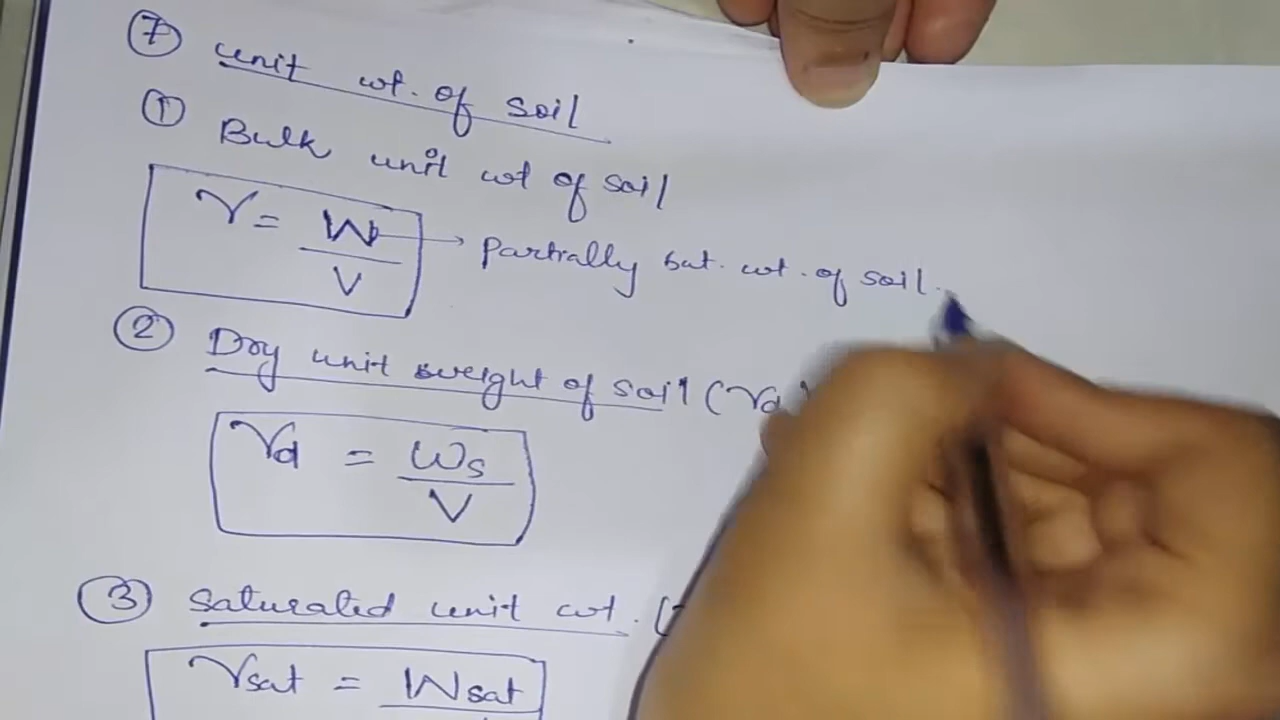 ⑦ unit wt. of soil
① Bulk unit wt of soil
γ = W/V → Partially sat. wt. of soil.
② Dry unit weight of soil (γd)
γd = Ws/V
③ Saturated unit wt. (
γsat = Wsat